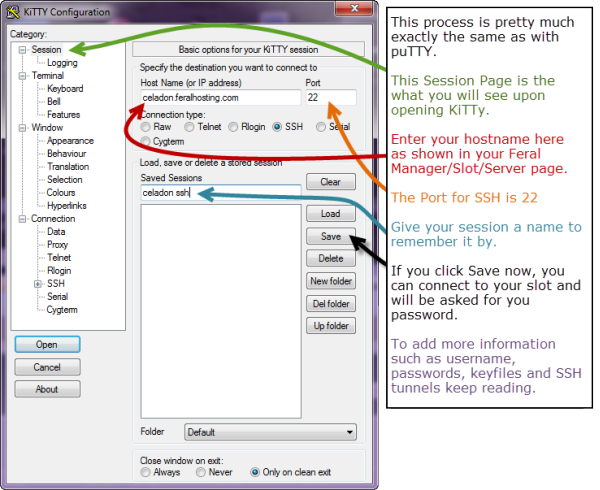 KiTTY Configuration
Category:
Session
Logging
Terminal
Keyboard
Bell
Features
Window
Appearance
Behaviour
Translation
Selection
Colours
Hyperlinks
Connection
Data
Proxy
Telnet
Rlogin
SSH
Serial
Cygterm
Open
Cancel
About
Basic options for your KiTTY session
Specify the destination you want to connect to
Host Name (or IP address) Port
celadon.feralhosting.com 22
Connection type:
Raw Telnet Rlogin SSH Serial
Cygterm
Load, save or delete a stored session
Saved Sessions
celadon ssh
Clear
Load
Save
Delete
New folder
Del folder
Up folder
Folder Default
Close window on exit:
Always Never Only on clean exit
This process is pretty much
exactly the same as with
puTTY.
This Session Page is the
what you will see upon
opening KiTTy.
Enter your hostname here
as shown in your Feral
Manager/Slot/Server page.
The Port for SSH is 22
Give your session a name to
remember it by.
If you click Save now, you
can connect to your slot and
will be asked for you
password.
To add more information
such as username,
passwords, keyfiles and SSH
tunnels keep reading.